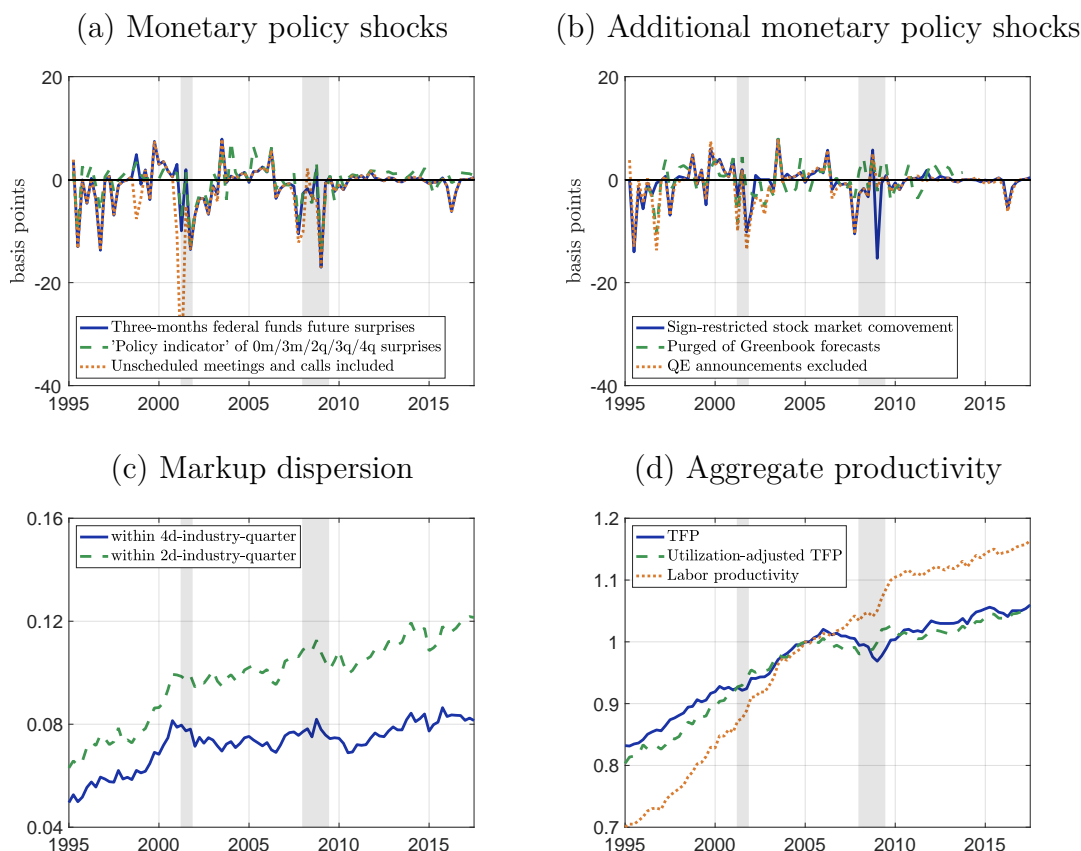 (a) Monetary policy shocks
20
0
-20
-40
basis points
Three-months federal funds future surprises
'Policy indicator' of 0m/3m/2q/3q/4q surprises
Unscheduled meetings and calls included
1995 2000 2005 2010 2015
(b) Additional monetary policy shocks
20
0
-20
-40
basis points
Sign-restricted stock market comovement
Purged of Greenbook forecasts
QE announcements excluded
1995 2000 2005 2010 2015
(c) Markup dispersion
0.16
0.12
0.08
0.04
within 4d-industry-quarter
within 2d-industry-quarter
1995 2000 2005 2010 2015
(d) Aggregate productivity
1.2
1.1
1
0.9
0.8
0.7
TFP
Utilization-adjusted TFP
Labor productivity
1995 2000 2005 2010 2015